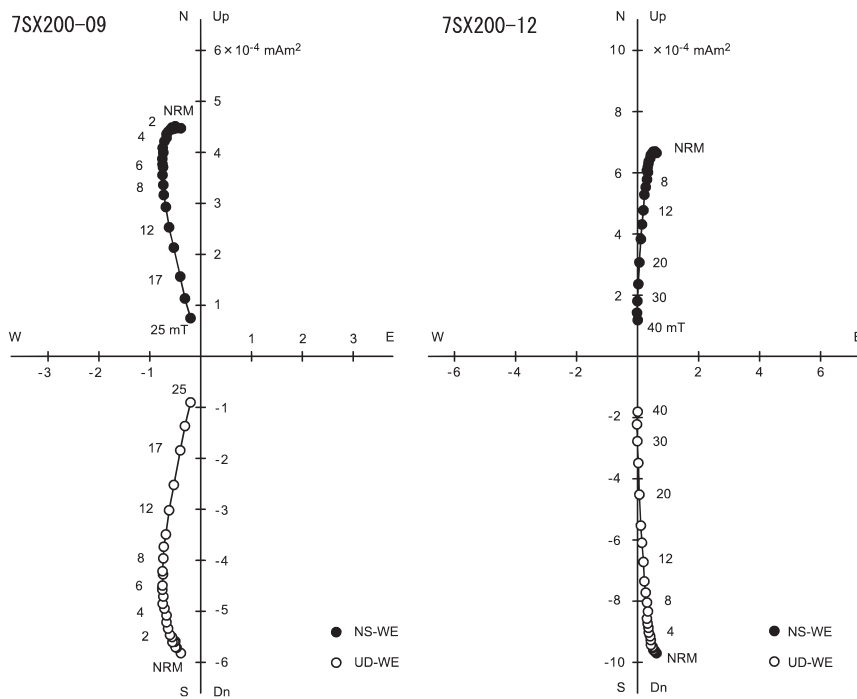 7SX200-09
N Up
6 × 10-4 mAm2
5
NRM
2
4
4
6
8
3
12
2
17
1
25 mT
W
E
-3 -2 -1 1 2 3
25
-1
17
-2
12
-3
8
-4
6
4
-5
2
NRM
-6
S Dn
NS-WE
UD-WE
7SX200-12
N Up
10 × 10-4 mAm2
8
NRM
6
8
12
4
20
2
30
40 mT
W
E
-6 -4 -2 2 4 6
40
-2
30
-4
20
-6
12
8
-8
4
NRM
-10
S Dn
NS-WE
UD-WE